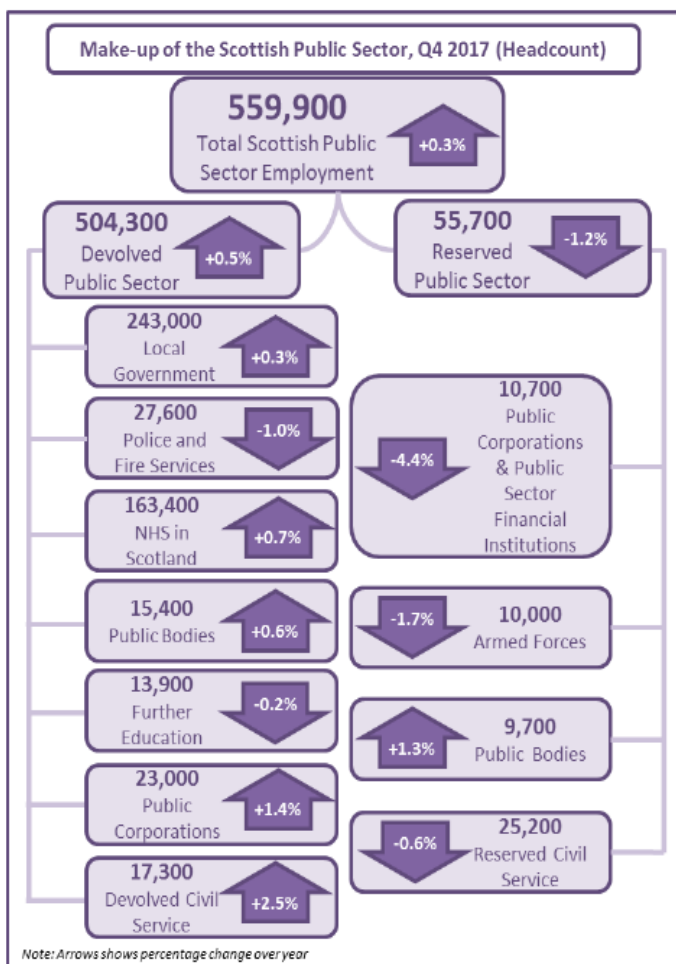 Make-up of the Scottish Public Sector, Q4 2017 (Headcount)
559,900
Total Scottish Public
Sector Employment
+0.3%
504,300
Devolved
Public Sector
+0.5%
55,700
Reserved
Public Sector
-1.2%
243,000
Local
Government
+0.3%
27,600
Police and
Fire Services
-1.0%
163,400
NHS in
Scotland
+0.7%
15,400
Public Bodies
+0.6%
13,900
Further
Education
-0.2%
23,000
Public
Corporations
+1.4%
17,300
Devolved Civil
Service
+2.5%
10,700
Public
Corporations
& Public
Sector
Financial
Institutions
-4.4%
-1.7%
10,000
Armed Forces
+1.3%
9,700
Public Bodies
-0.6%
25,200
Reserved Civil
Service
Note: Arrows shows percentage change over year